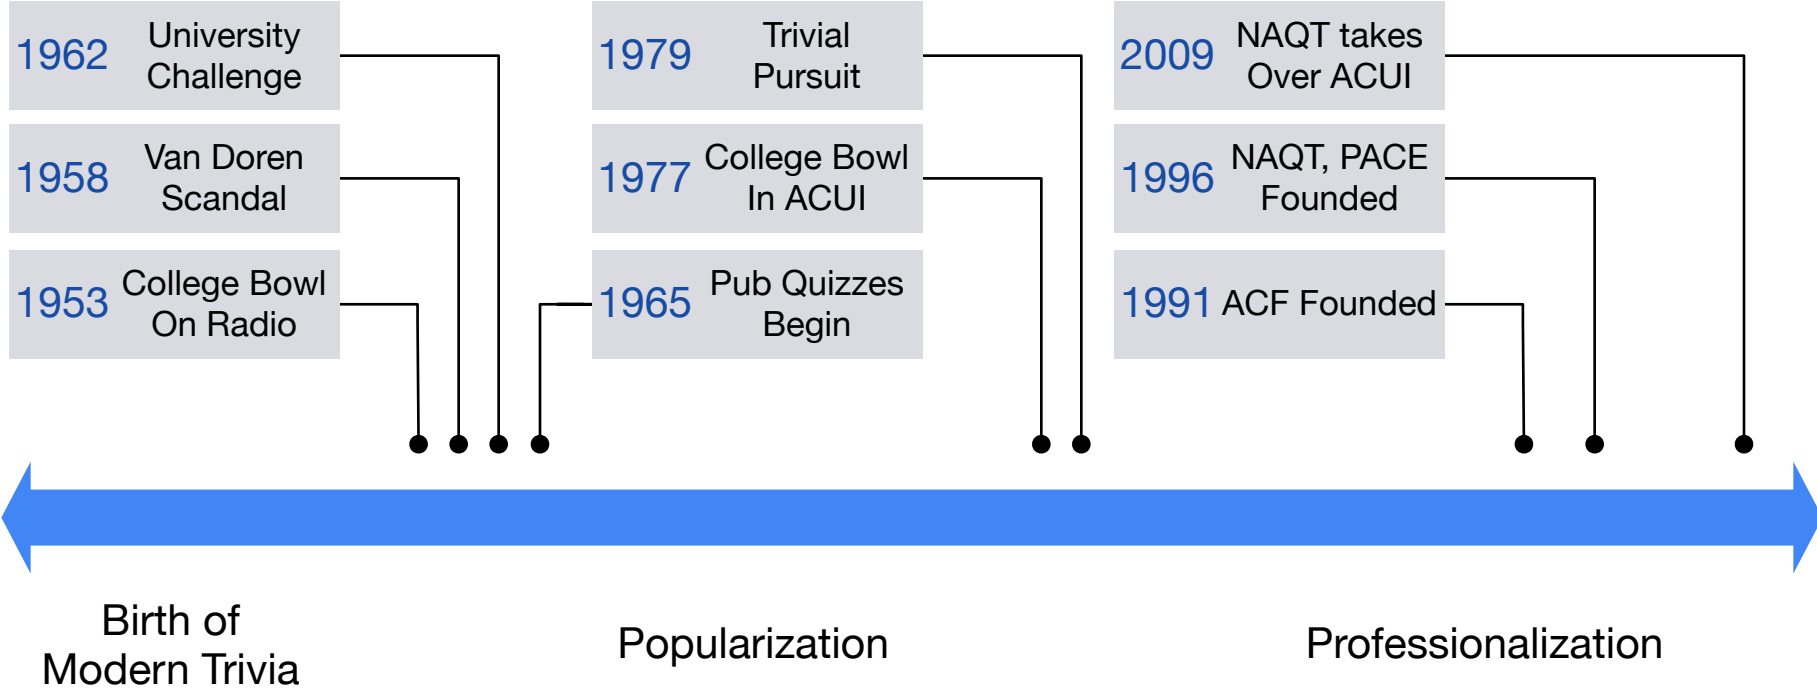 1962 University
Challenge
1958 Van Doren
Scandal
1953 College Bowl
On Radio
1979 Trivial
Pursuit
1977 College Bowl
In ACUI
1965 Pub Quizzes
Begin
2009 NAQT takes
Over ACUI
1996 NAQT, PACE
Founded
1991 ACF Founded
Birth of
Modern Trivia
Popularization
Professionalization